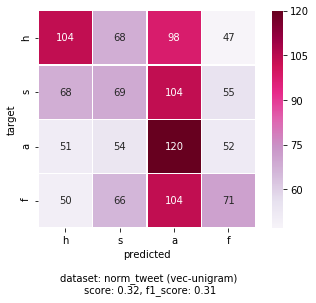 h 104 68 98 47
s 68 69 104 55
a 51 54 120 52
f 50 66 104 71
h s a f
target
predicted
120
105
90
75
60
dataset: norm_tweet (vec-unigram)
score: 0.32, f1_score: 0.31